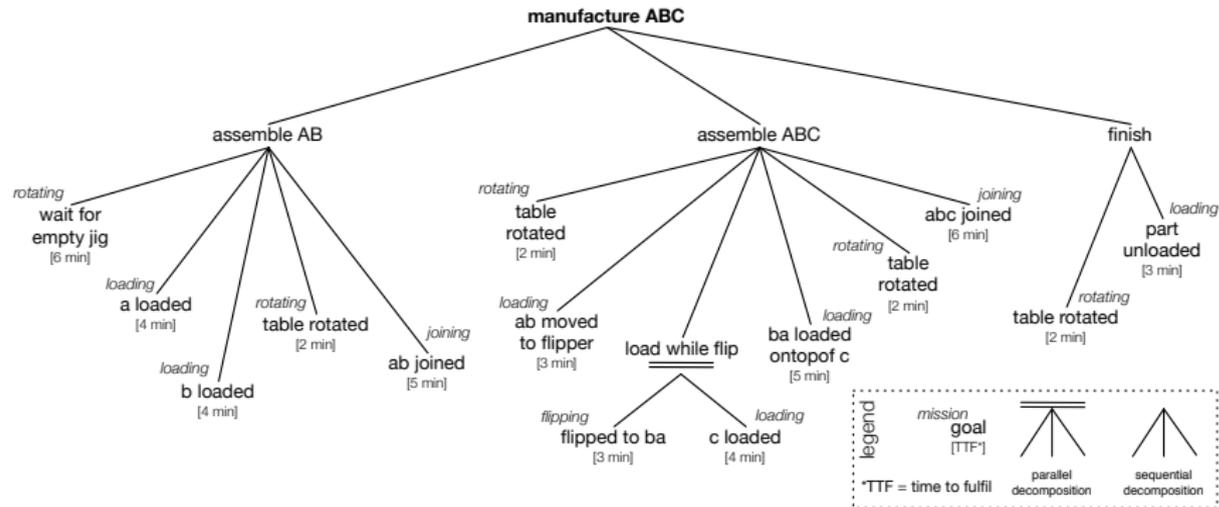 manufacture ABC
assemble AB
assemble ABC
finish
rotating
wait for
empty jig
[6 min]
loading
a loaded
[4 min]
loading
b loaded
[4 min]
rotating
table rotated
[2 min]
joining
ab joined
[5 min]
rotating
table
rotated
[2 min]
loading
ab moved
to flipper
[3 min]
load while flip
flipping
flipped to ba
[3 min]
loading
c loaded
[4 min]
loading
ba loaded
ontopof c
[5 min]
rotating
table
rotated
[2 min]
joining
abc joined
[6 min]
rotating
table rotated
[2 min]
loading
part
unloaded
[3 min]
legend
mission
goal
[TTF*]
*TTF = time to fulfil
parallel
decomposition
sequential
decomposition